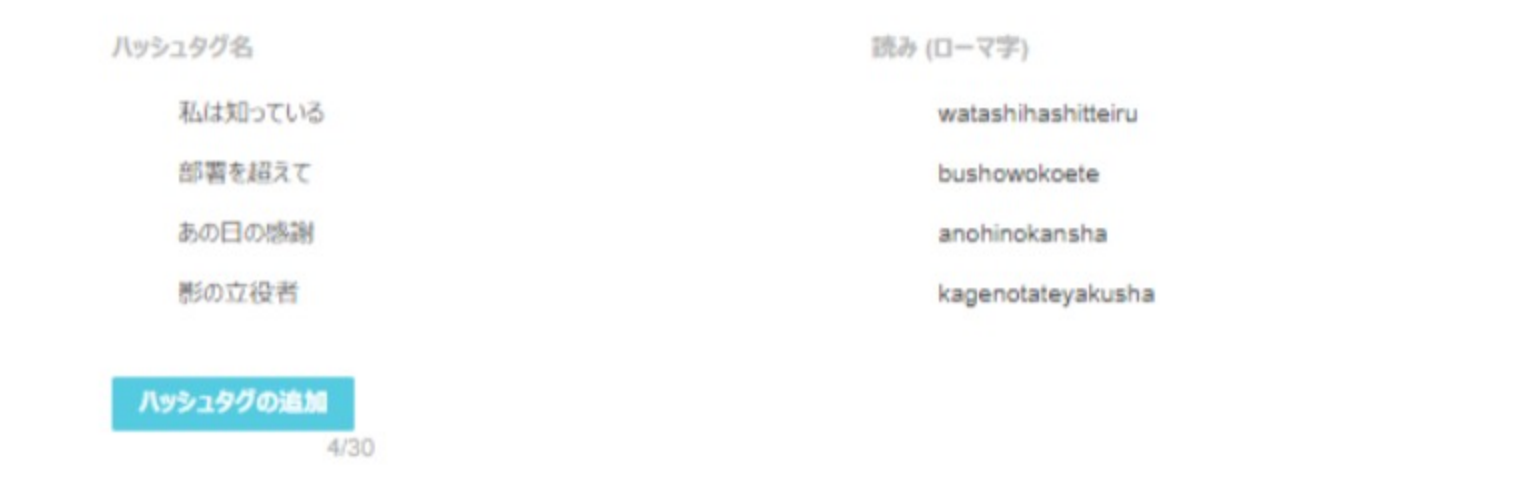 ハッシュタグ名 読み (ローマ字)
私は知っている watashihashitteiru
部署を超えて bushowokoete
あの日の感謝 anohinokansha
影の立役者 kagenotateyakusha
ハッシュタグの追加
4/30